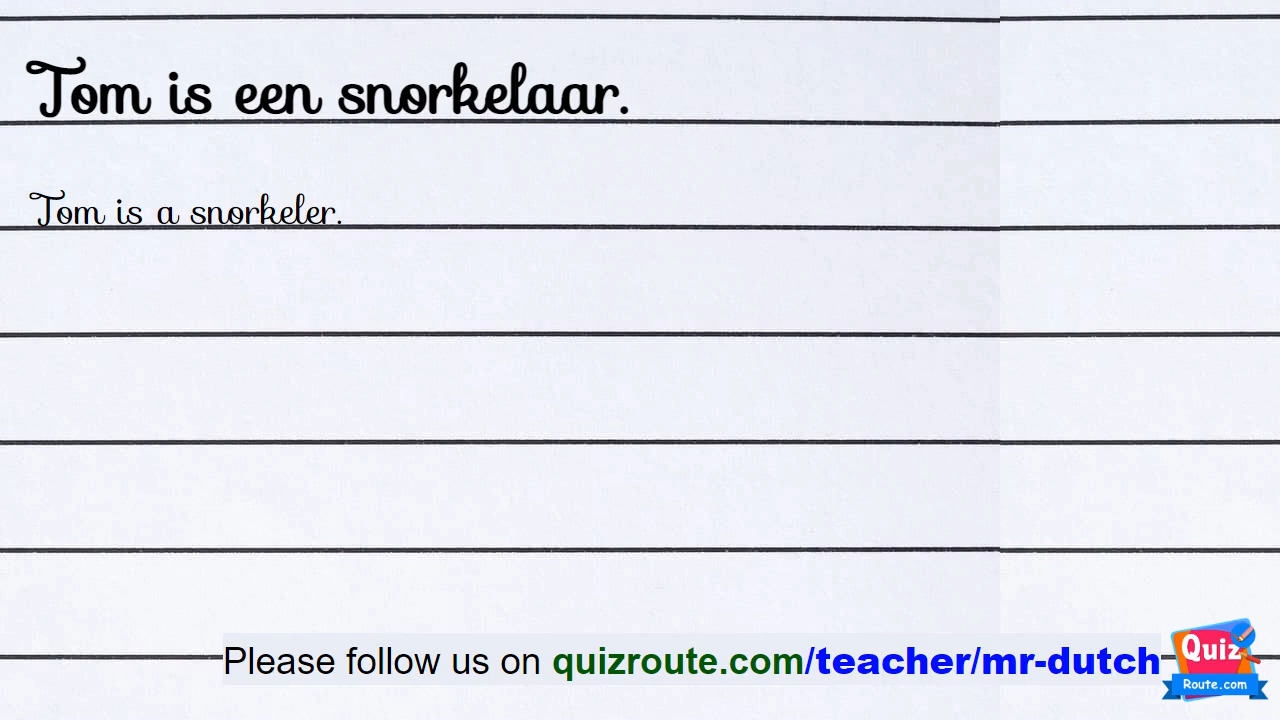 Tom is een snorkelaar.
Tom is a snorkeler.
Please follow us on quizroute.com/teacher/mr-dutch
Quiz
Route.com